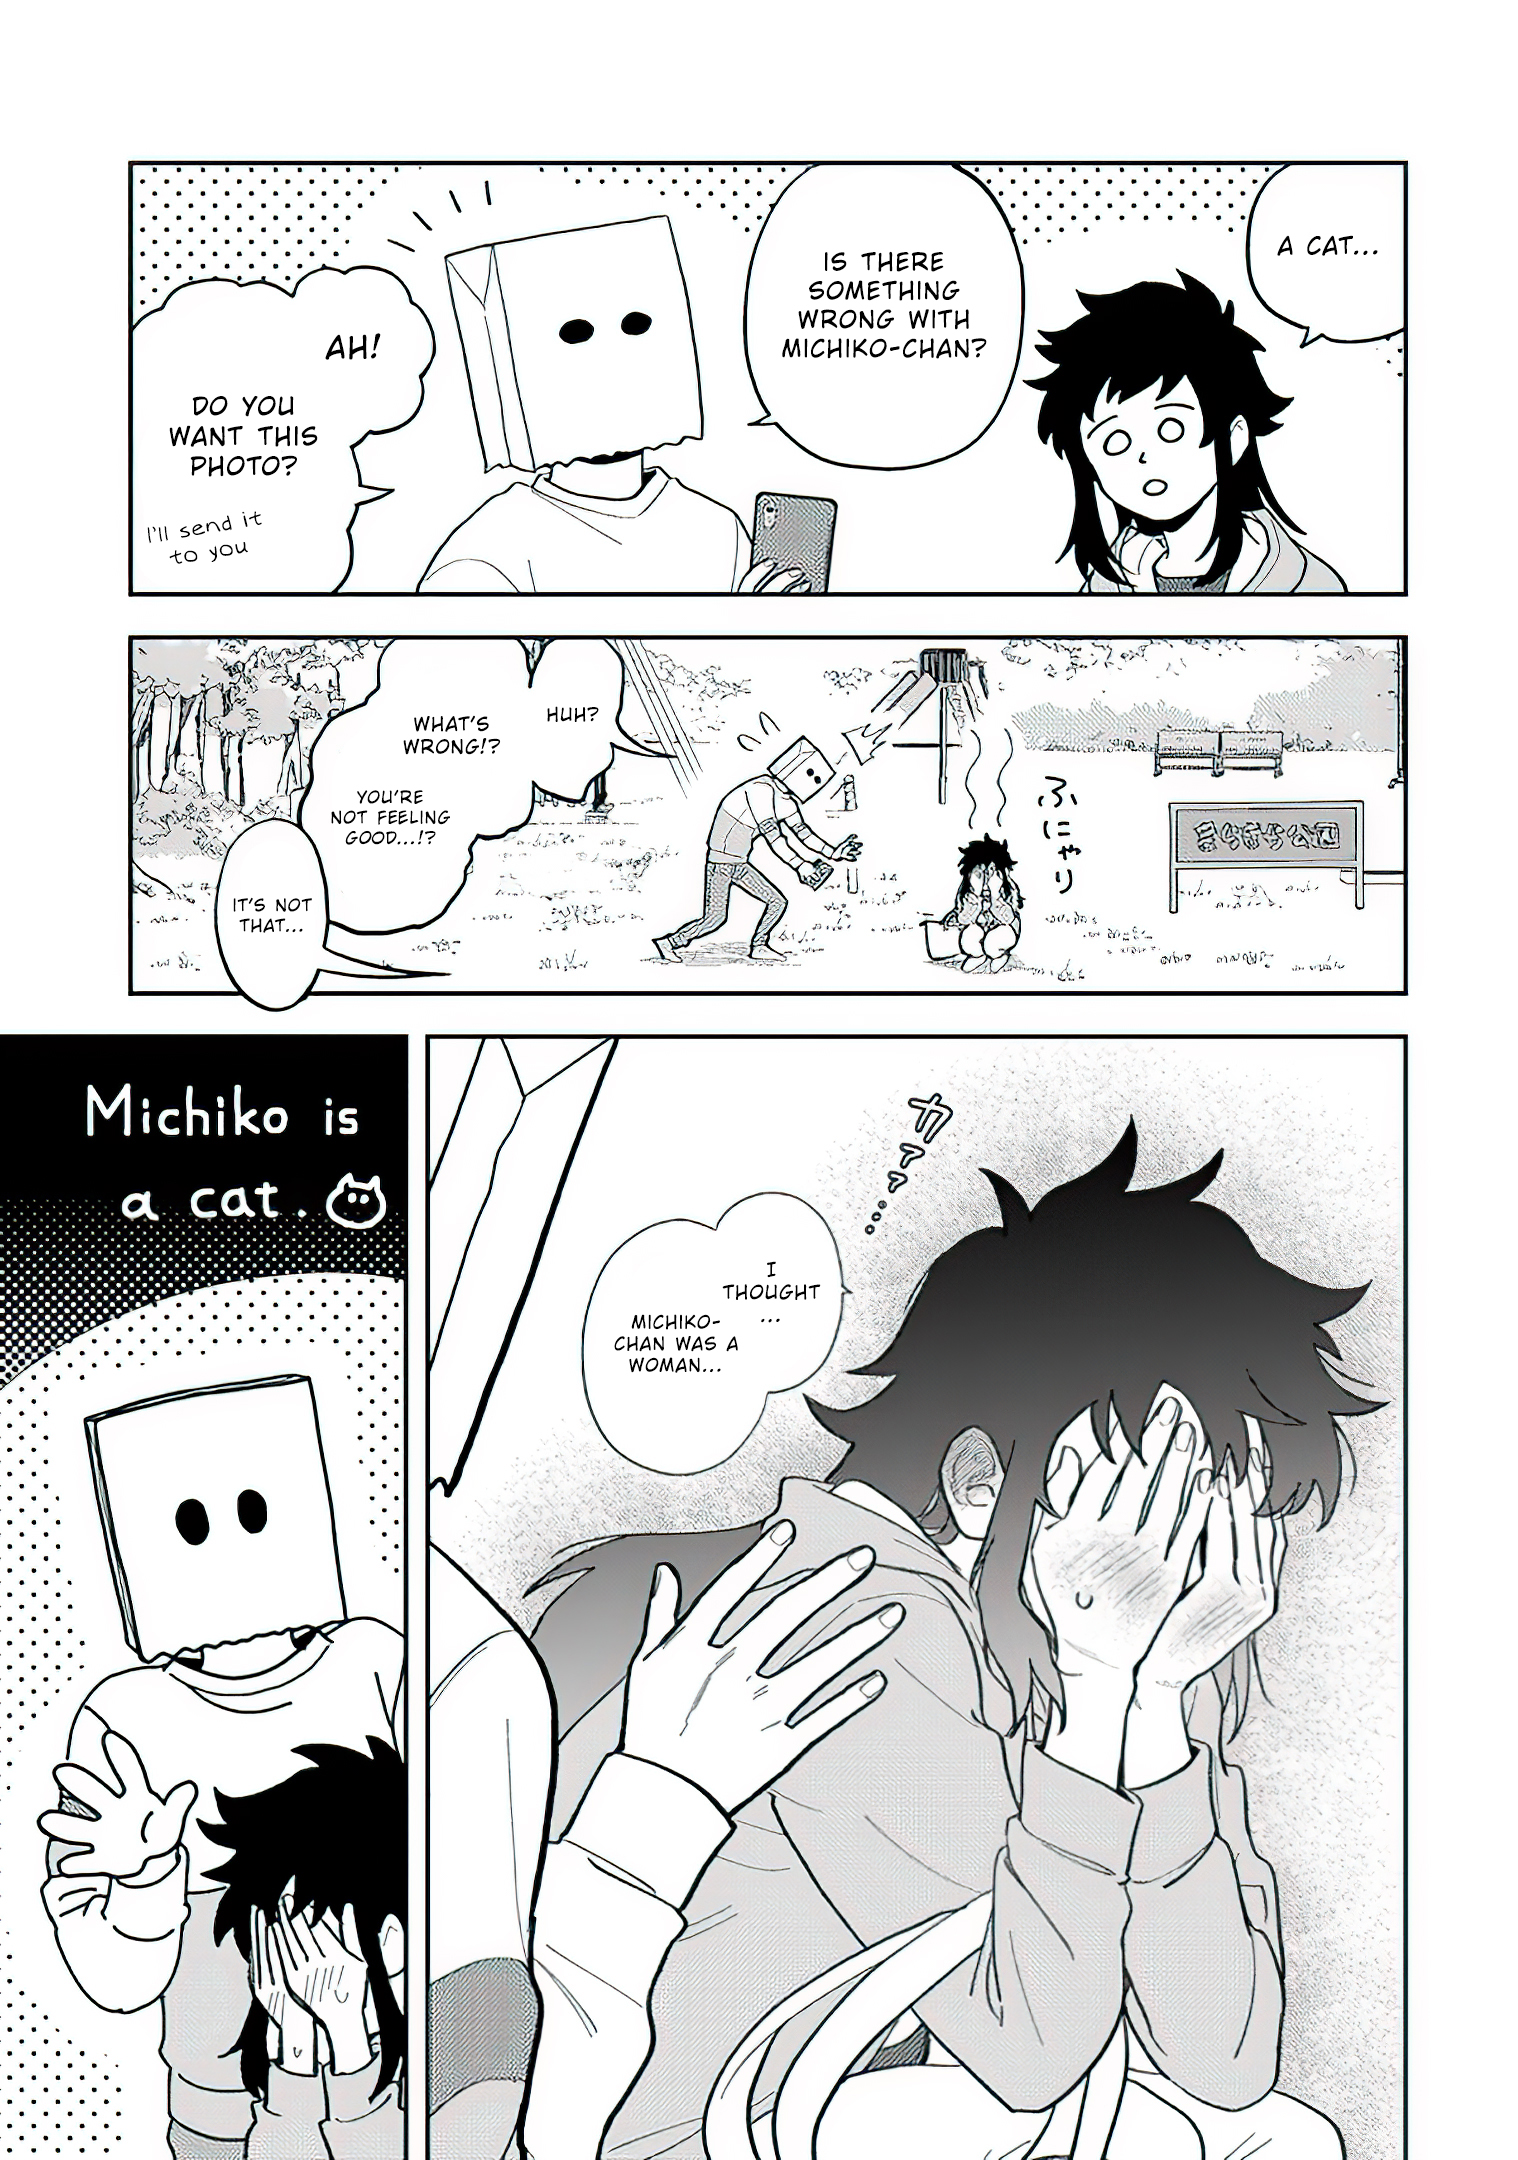 A CAT...
IS THERE
SOMETHING
WRONG WITH
MICHIKO-CHAN?
AH!
DO YOU
WANT THIS
PHOTO?
I'll send it
to you
ふにゃり
HUH?
WHAT'S
WRONG!?
YOU'RE
NOT FEELING
GOOD...!?
IT'S NOT
THAT...
カァァ...
I
THOUGHT
...
MICHIKO-
CHAN WAS A
WOMAN...
Michiko is
a cat.